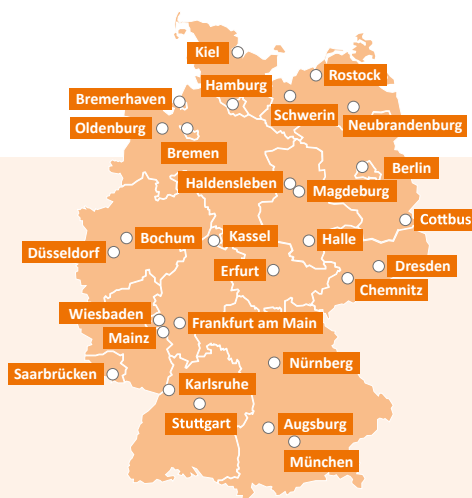 Kiel
Rostock
Hamburg
Bremerhaven
Schwerin
Neubrandenburg
Oldenburg
Bremen
Berlin
Haldensleben
Magdeburg
Cottbus
Bochum
Kassel
Halle
Düsseldorf
Erfurt
Dresden
Chemnitz
Wiesbaden
Frankfurt am Main
Mainz
Nürnberg
Saarbrücken
Karlsruhe
Stuttgart
Augsburg
München